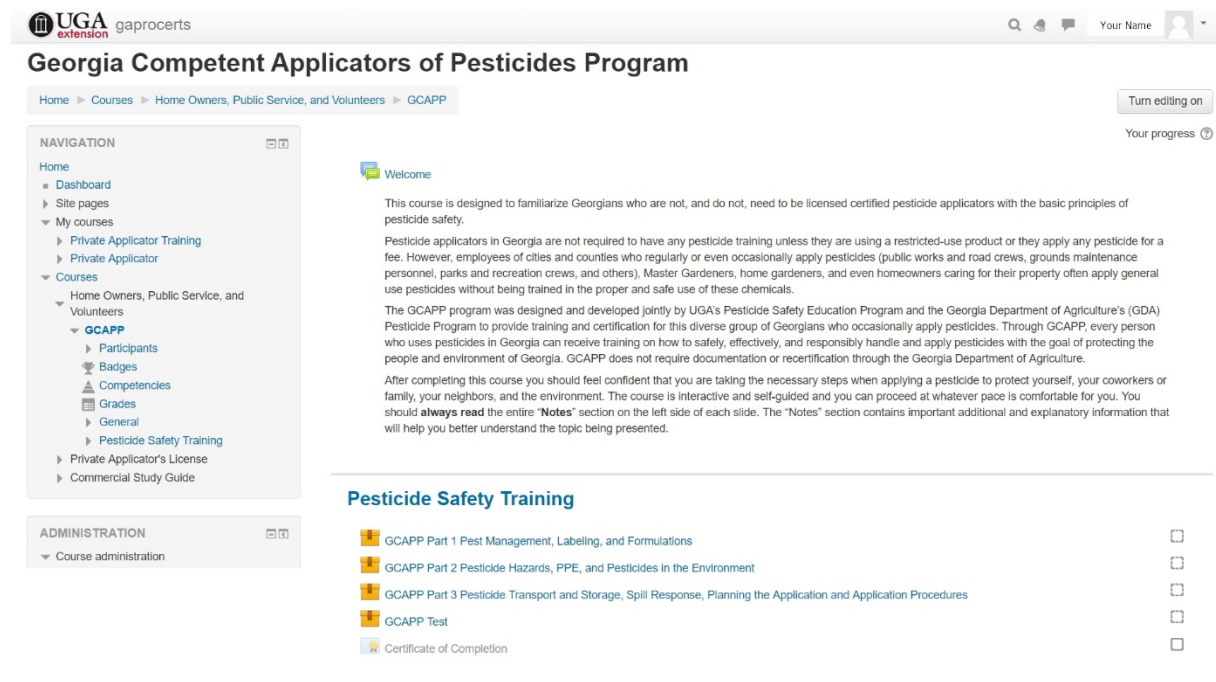 UGA extension gaprocerts
Your Name
Georgia Competent Applicators of Pesticides Program
Home Courses Home Owners, Public Service, and Volunteers GCAPP
Turn editing on
Your progress
NAVIGATION
Home
Dashboard
Site pages
My courses
Private Applicator Training
Private Applicator
Courses
Home Owners, Public Service, and
Volunteers
GCAPP
Participants
Badges
Competencies
Grades
General
Pesticide Safety Training
Private Applicator's License
Commercial Study Guide
ADMINISTRATION
Course administration
Welcome
This course is designed to familiarize Georgians who are not, and do not, need to be licensed certified pesticide applicators with the basic principles of
pesticide safety.
Pesticide applicators in Georgia are not required to have any pesticide training unless they are using a restricted-use product or they apply any pesticide for a
fee. However, employees of cities and counties who regularly or even occasionally apply pesticides (public works and road crews, grounds maintenance
personnel, parks and recreation crews, and others), Master Gardeners, home gardeners, and even homeowners caring for their property often apply general
use pesticides without being trained in the proper and safe use of these chemicals.
The GCAPP program was designed and developed jointly by UGA's Pesticide Safety Education Program and the Georgia Department of Agriculture's (GDA)
Pesticide Program to provide training and certification for this diverse group of Georgians who occasionally apply pesticides. Through GCAPP, every person
who uses pesticides in Georgia can receive training on how to safely, effectively, and responsibly handle and apply pesticides with the goal of protecting the
people and environment of Georgia. GCAPP does not require documentation or recertification through the Georgia Department of Agriculture.
After completing this course you should feel confident that you are taking the necessary steps when applying a pesticide to protect yourself, your coworkers or
family, your neighbors, and the environment. The course is interactive and self-guided and you can proceed at whatever pace is comfortable for you. You
should always read the entire “Notes” section on the left side of each slide. The “Notes” section contains important additional and explanatory information that
will help you better understand the topic being presented.
Pesticide Safety Training
GCAPP Part 1 Pest Management, Labeling, and Formulations
GCAPP Part 2 Pesticide Hazards, PPE, and Pesticides in the Environment
GCAPP Part 3 Pesticide Transport and Storage, Spill Response, Planning the Application and Application Procedures
GCAPP Test
Certificate of Completion